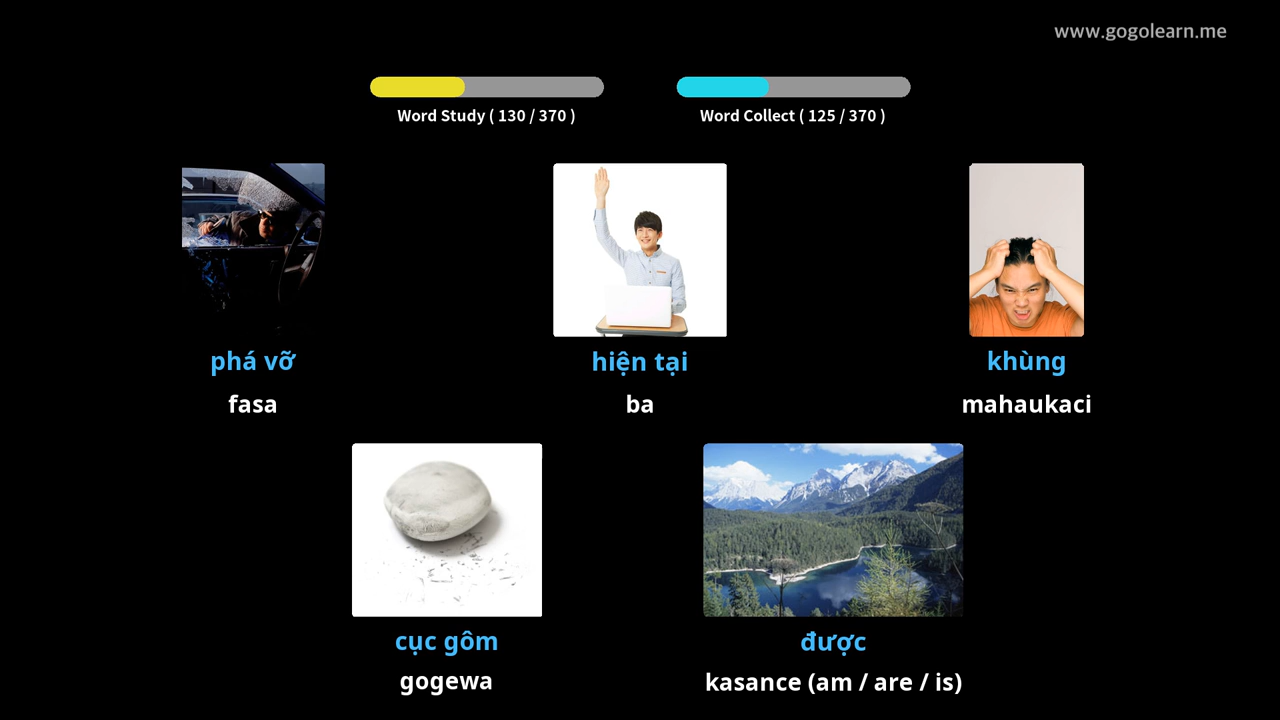 www.gogolearn.me
Word Study ( 130 / 370 )
Word Collect ( 125 / 370 )
phá vỡ
hiện tại
khùng
fasa
ba
mahaukaci
cục gôm
được
gogewa
kasance (am / are / is)